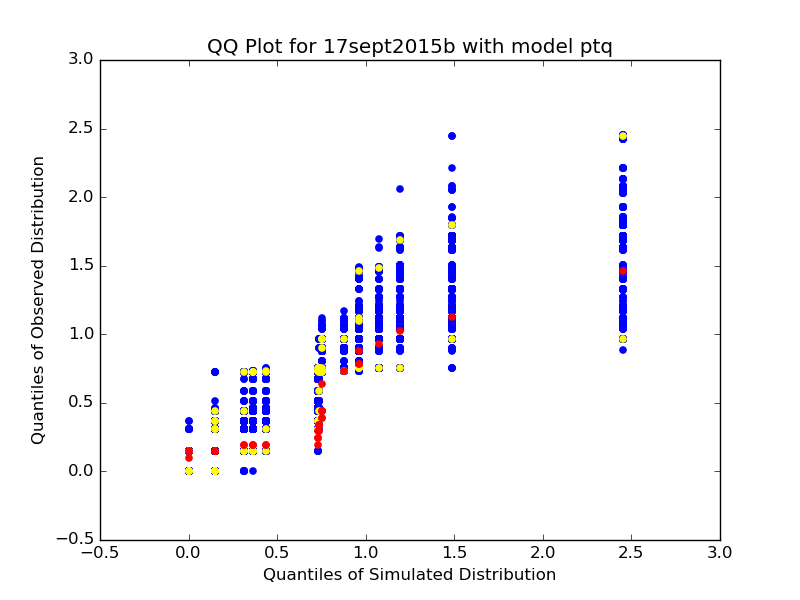 QQ Plot for 17sept2015b with model ptq
3.0
2.5
2.0
1.5
1.0
0.5
0.0
−0.5
Quantiles of Observed Distribution
−0.5 0.0 0.5 1.0 1.5 2.0 2.5 3.0
Quantiles of Simulated Distribution